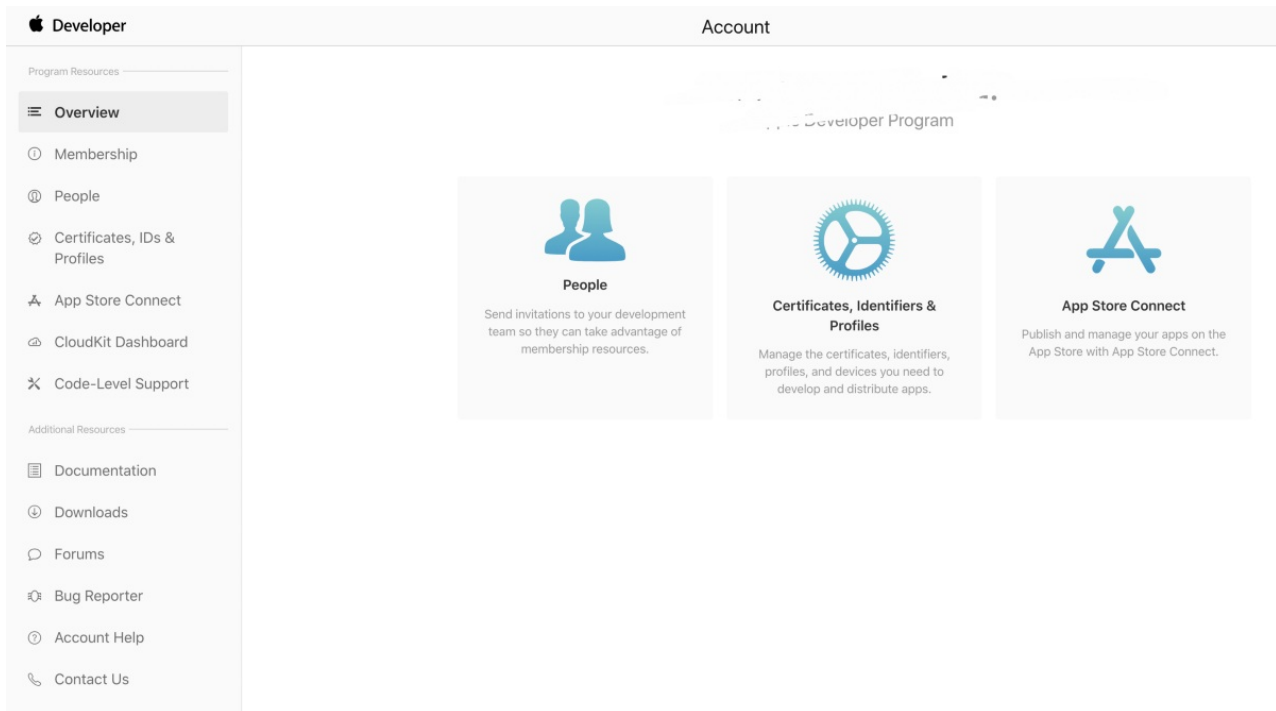 Developer
Account
Program Resources
Overview
Membership
People
Certificates, IDs &
Profiles
App Store Connect
CloudKit Dashboard
Code-Level Support
Additional Resources
Documentation
Downloads
Forums
Bug Reporter
Account Help
Contact Us
Developer Program
People
Send invitations to your development
team so they can take advantage of
membership resources.
Certificates, Identifiers &
Profiles
Manage the certificates, identifiers,
profiles, and devices you need to
develop and distribute apps.
App Store Connect
Publish and manage your apps on the
App Store with App Store Connect.